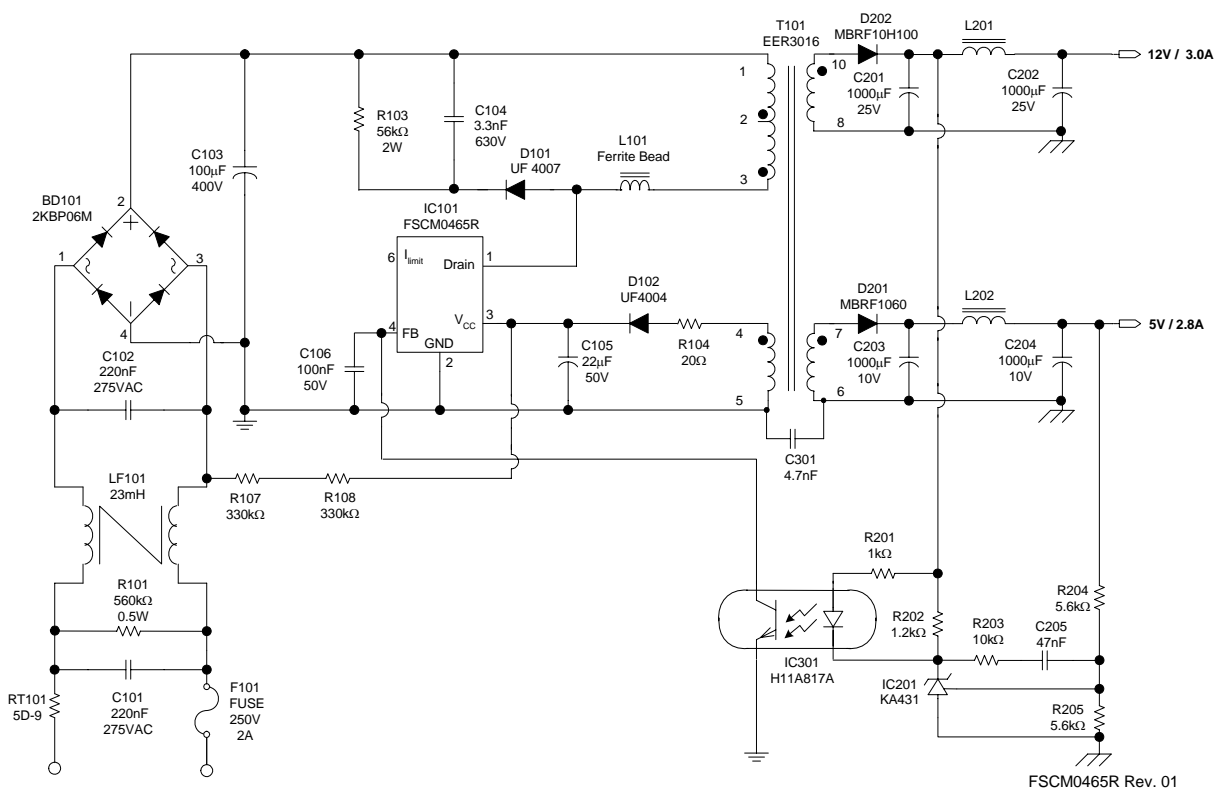 T101
EER3016
D202
MBRF10H100
L201
12V / 3.0A
1
10
C201
1000µF
25V
C202
1000µF
25V
R103
56kΩ
2W
C104
3.3nF
630V
2
8
L101
Ferrite Bead
D101
UF 4007
3
C103
100µF
400V
BD101
2KBP06M
2
1
3
4
IC101
FSCM0465R
6
Ilimit
Drain
1
D102
UF4004
D201
MBRF1060
L202
5V / 2.8A
VCC
3
4
FB
GND
2
R104
20Ω
4
7
C106
100nF
50V
C105
22µF
50V
C203
1000µF
10V
C204
1000µF
10V
C102
220nF
275VAC
5
6
C301
4.7nF
LF101
23mH
R107
330kΩ
R108
330kΩ
R201
1kΩ
R101
560kΩ
0.5W
R204
5.6kΩ
R202
1.2kΩ
R203
10kΩ
C205
47nF
IC301
H11A817A
IC201
KA431
RT101
5D-9
C101
220nF
275VAC
F101
FUSE
250V
2A
R205
5.6kΩ
FSCM0465R Rev. 01